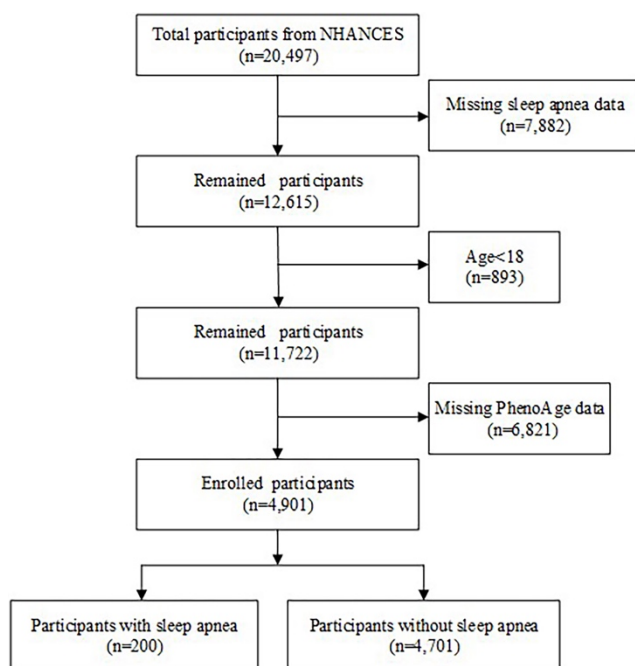 Total participants from NHANCES
(n=20,497)
Missing sleep apnea data
(n=7,882)
Remained participants
(n=12,615)
Age<18
(n=893)
Remained participants
(n=11,722)
Missing PhenoAge data
(n=6,821)
Enrolled participants
(n=4,901)
Participants with sleep apnea
(n=200)
Participants without sleep apnea
(n=4,701)